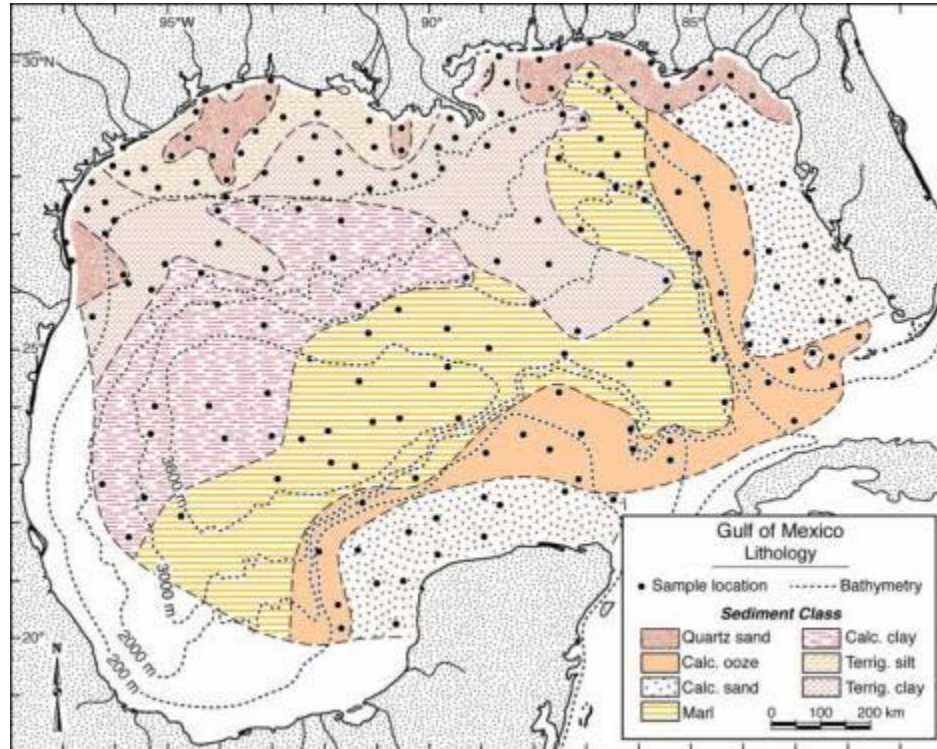 95°W
90°
85°
30°N
25°
20°
3600 m
3000 m
2000 m
200 m
N
S
Gulf of Mexico
Lithology
Sample location
Bathymetry
Sediment Class
Quartz sand
Calc. clay
Calc. ooze
Terrig. silt
Calc. sand
Terrig. clay
Marl
0 100 200 km